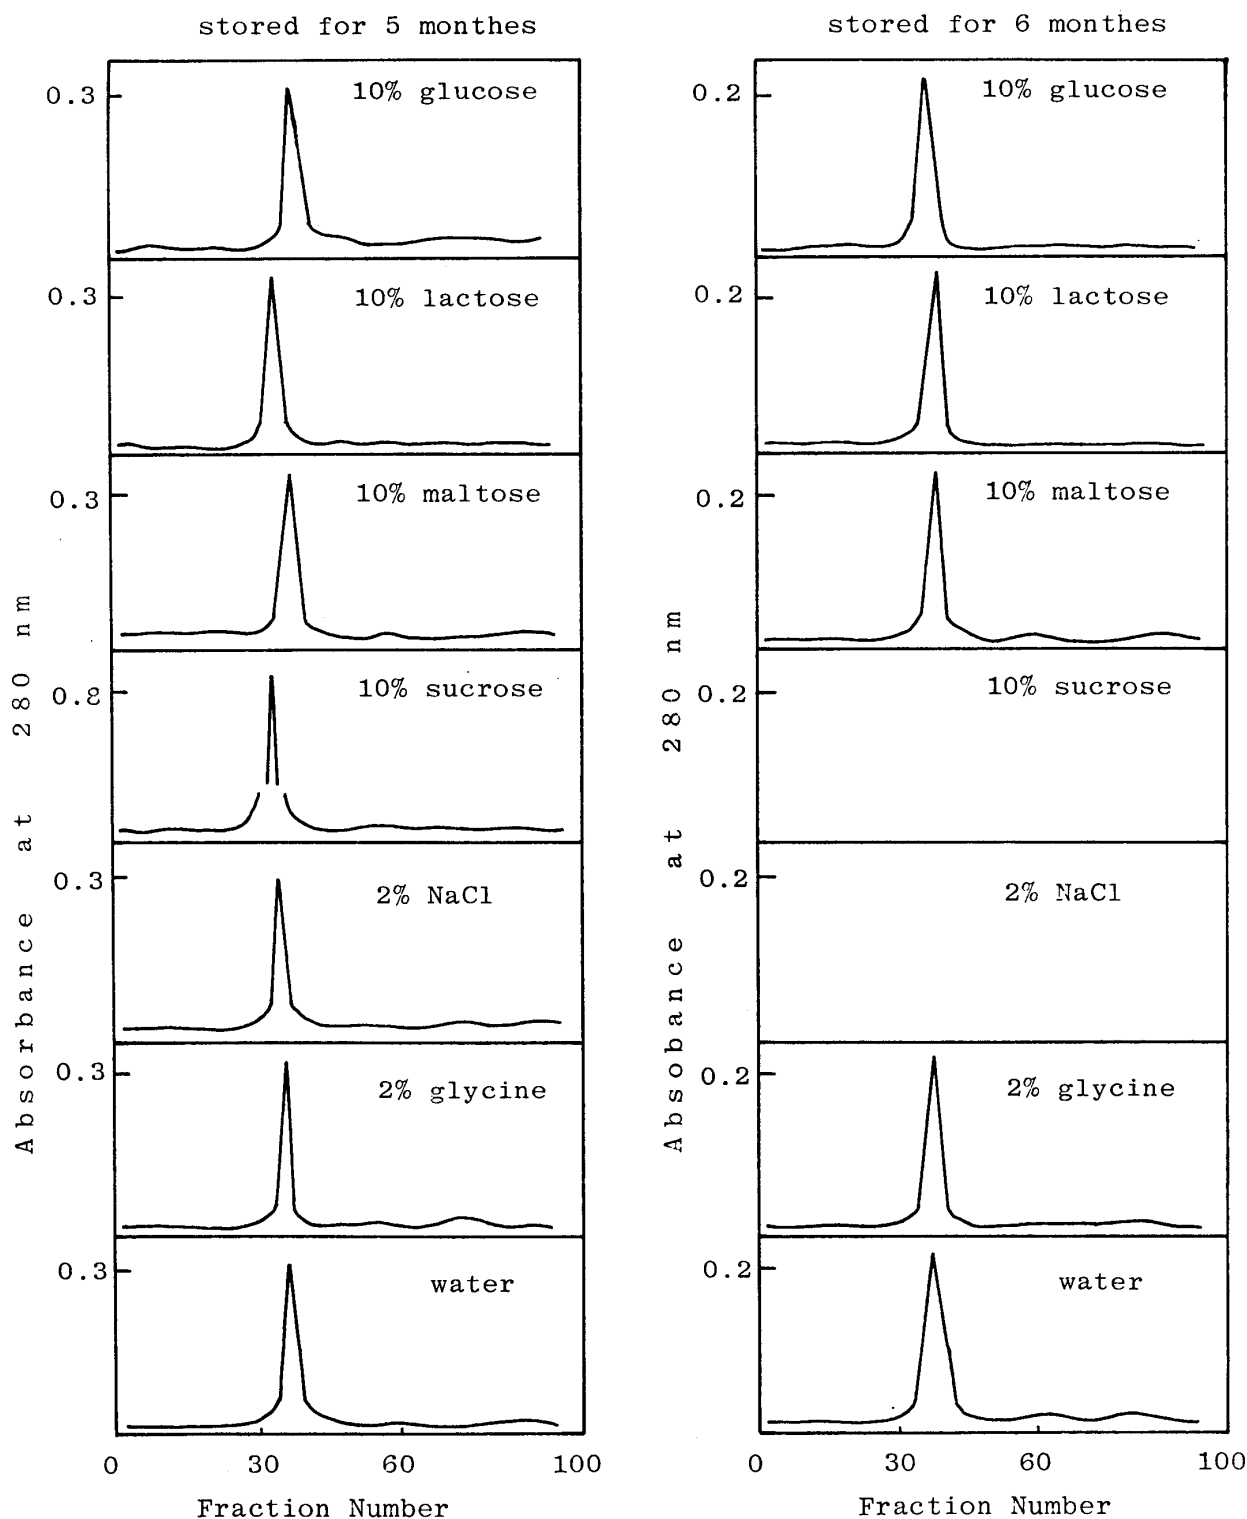 stored for 5 monthes
0.3
10% glucose
0.3
10% lactose
0.3
10% maltose
0.8
10% sucrose
0.3
2% NaCl
0.3
2% glycine
0.3
water
0
30
60
100
Fraction Number
Absorbance at 280 nm
stored for 6 monthes
0.2
10% glucose
0.2
10% lactose
0.2
10% maltose
0.2
10% sucrose
0.2
2% NaCl
0.2
2% glycine
0.2
water
0
30
60
100
Fraction Number
Absobance at 280 nm